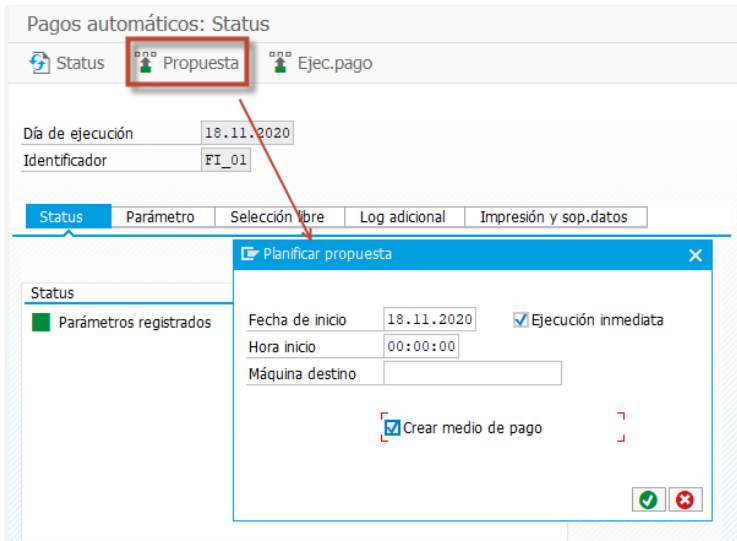 Pagos automáticos: Status
Status Propuesta Ejec.pago
Día de ejecución 18.11.2020
Identificador FI_01
Status Parámetro Selección libre Log adicional Impresión y sop.datos
Planificar propuesta
Status
Parámetros registrados
Fecha de inicio 18.11.2020 Ejecución inmediata
Hora inicio 00:00:00
Máquina destino
Crear medio de pago